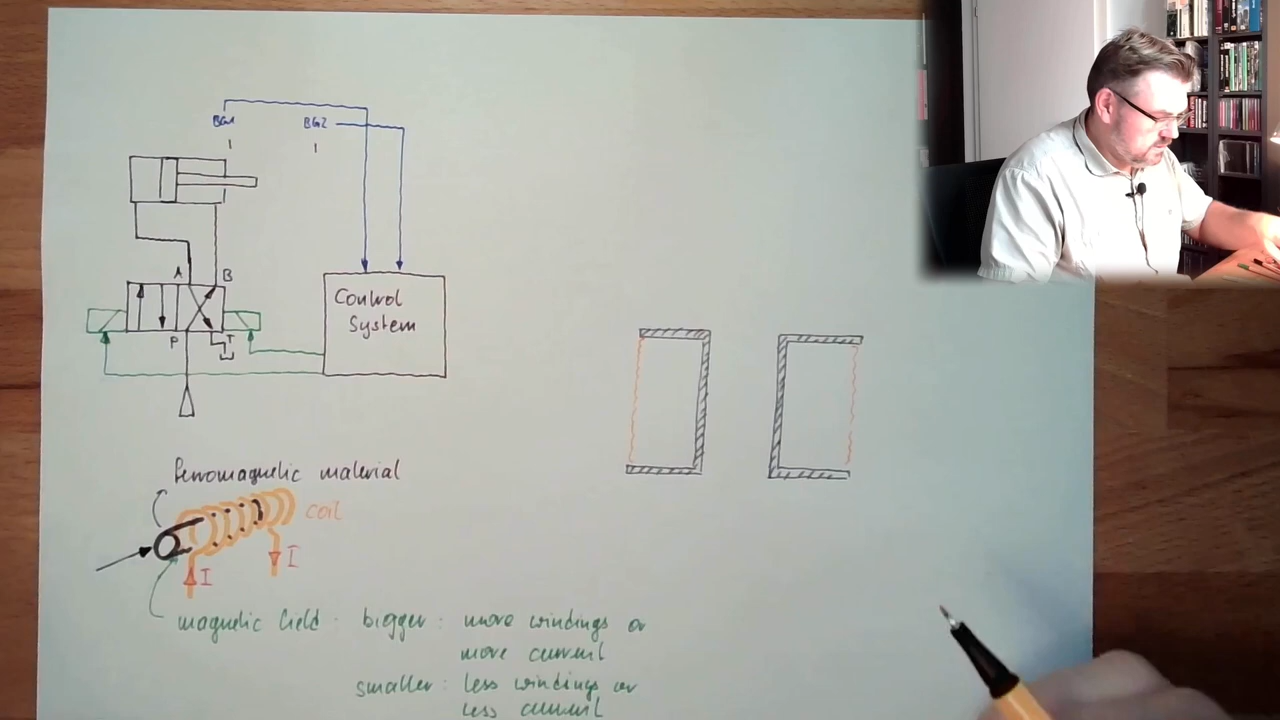 BG1
BG2
A
B
P
T
Control
System
ferromagnetic material
coil
I
I
magnetic field: bigger: more windings or
more current
smaller: less windings or
less current